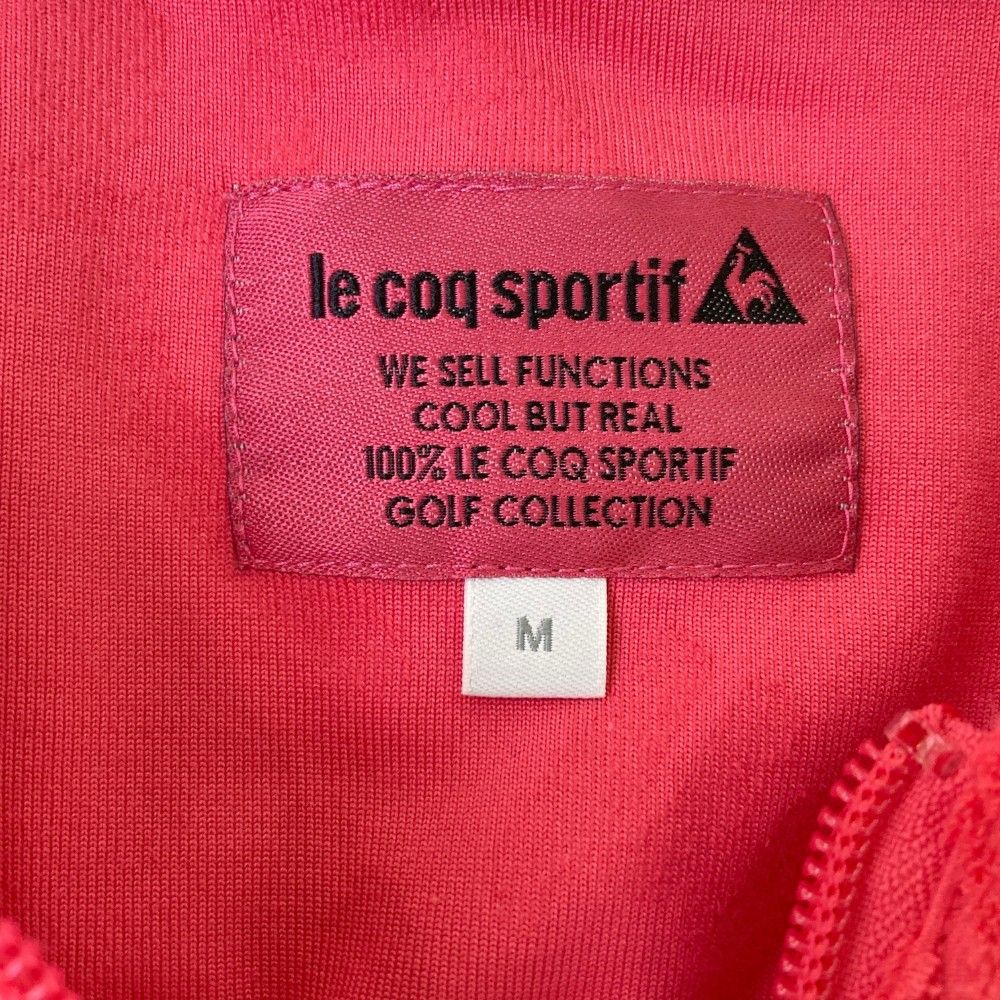 le coq sportif
WE SELL FUNCTIONS
COOL BUT REAL
100% LE COQ SPORTIF
GOLF COLLECTION
M